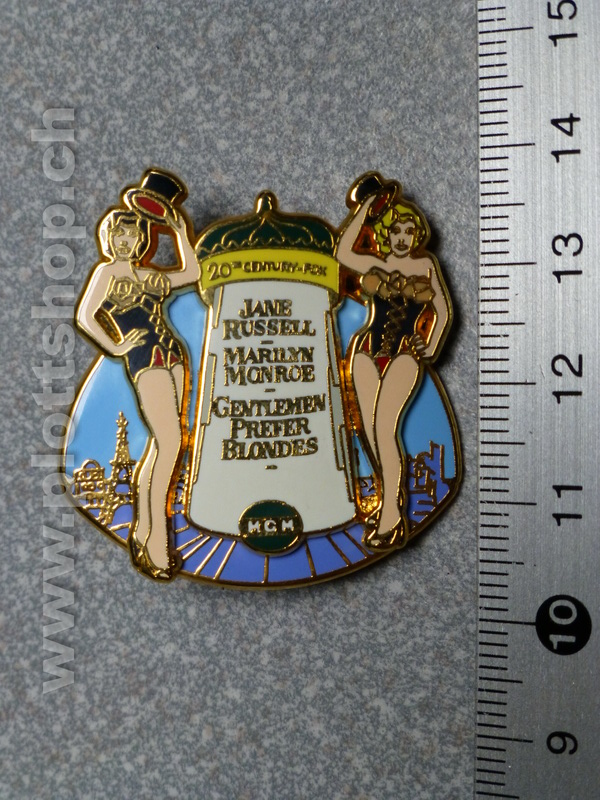 20TH CENTURY-FOX
JANE
RUSSELL
-
MARILYN
MONROE
-
GENTLEMEN
PREFER
BLONDES
-
MGM
www.plottshop.ch
15
14
13
12
11
10
9